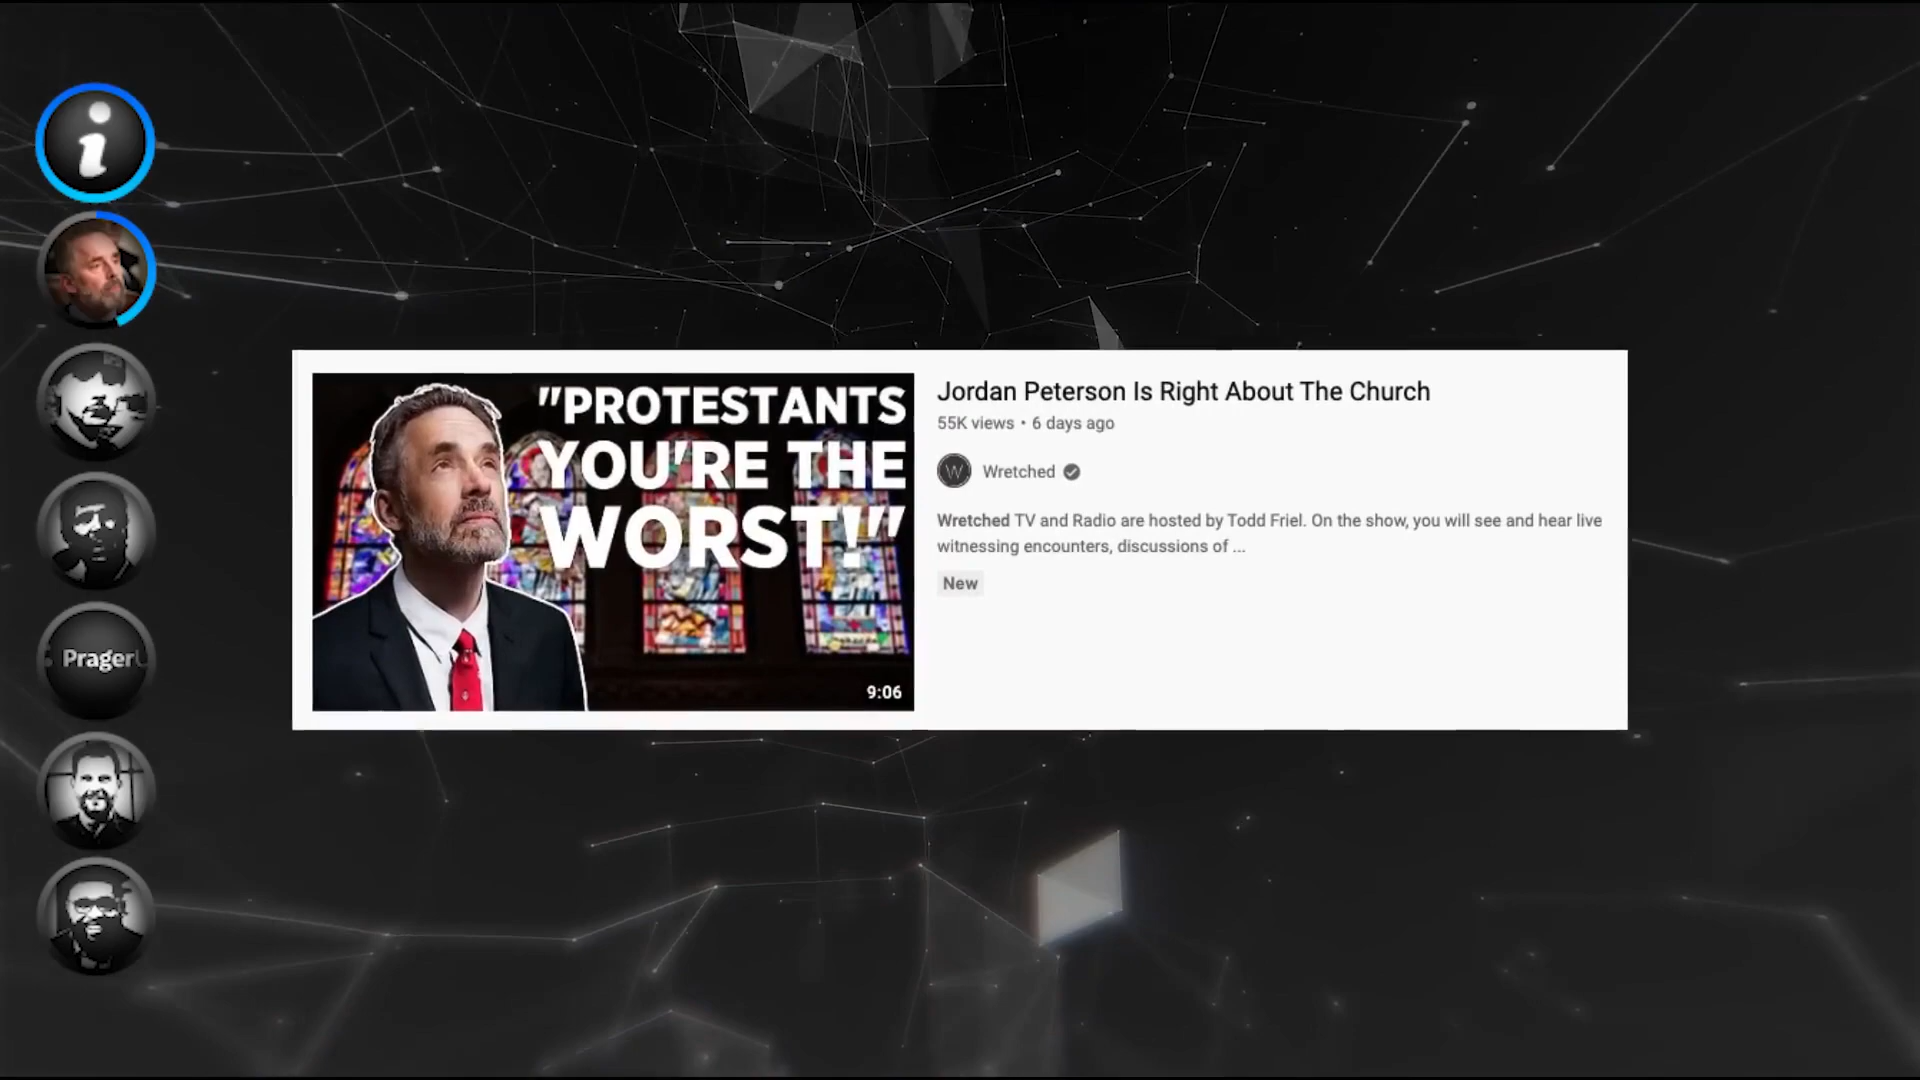 i
PragerU
"PROTESTANTS
YOU'RE THE
WORST!"
9:06
Jordan Peterson Is Right About The Church
55K views • 6 days ago
W
Wretched
Wretched TV and Radio are hosted by Todd Friel. On the show, you will see and hear live
witnessing encounters, discussions of ...
New